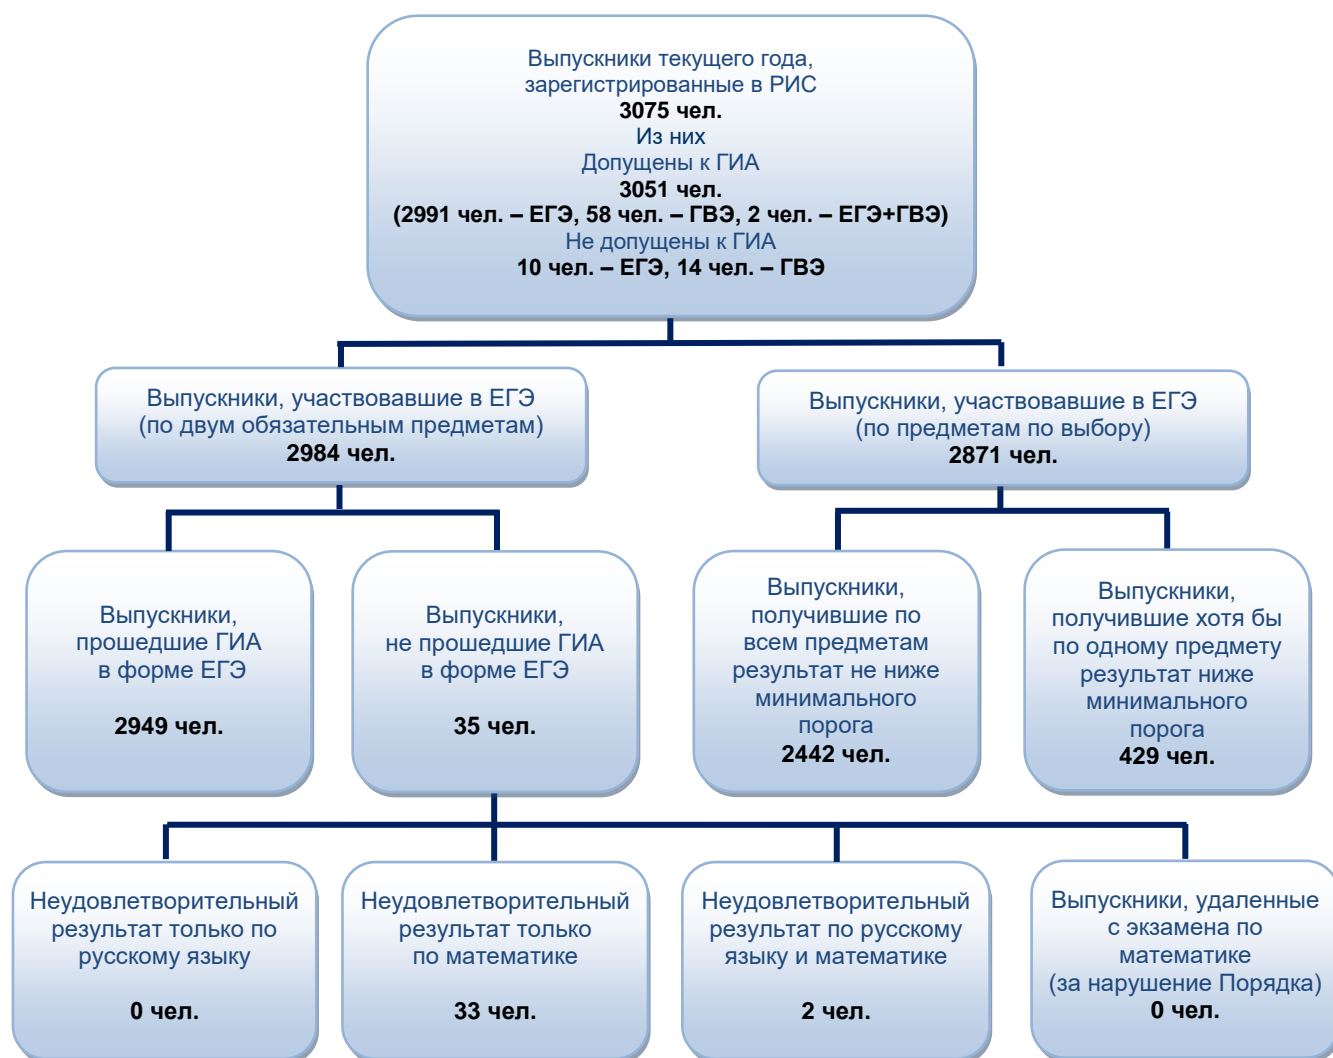 Выпускники текущего года,
зарегистрированные в РИС
3075 чел.
Из них
Допущены к ГИА
3051 чел.
(2991 чел. – ЕГЭ, 58 чел. – ГВЭ, 2 чел. – ЕГЭ+ГВЭ)
Не допущены к ГИА
10 чел. – ЕГЭ, 14 чел. – ГВЭ
Выпускники, участвовавшие в ЕГЭ
(по двум обязательным предметам)
2984 чел.
Выпускники, участвовавшие в ЕГЭ
(по предметам по выбору)
2871 чел.
Выпускники,
прошедшие ГИА
в форме ЕГЭ
2949 чел.
Выпускники,
не прошедшие ГИА
в форме ЕГЭ
35 чел.
Выпускники,
получившие по
всем предметам
результат не ниже
минимального
порога
2442 чел.
Выпускники,
получившие хотя бы
по одному предмету
результат ниже
минимального
порога
429 чел.
Неудовлетворительный
результат только по
русскому языку
0 чел.
Неудовлетворительный
результат только
по математике
33 чел.
Неудовлетворительный
результат по русскому
языку и математике
2 чел.
Выпускники, удаленные
с экзамена по
математике
(за нарушение Порядка)
0 чел.